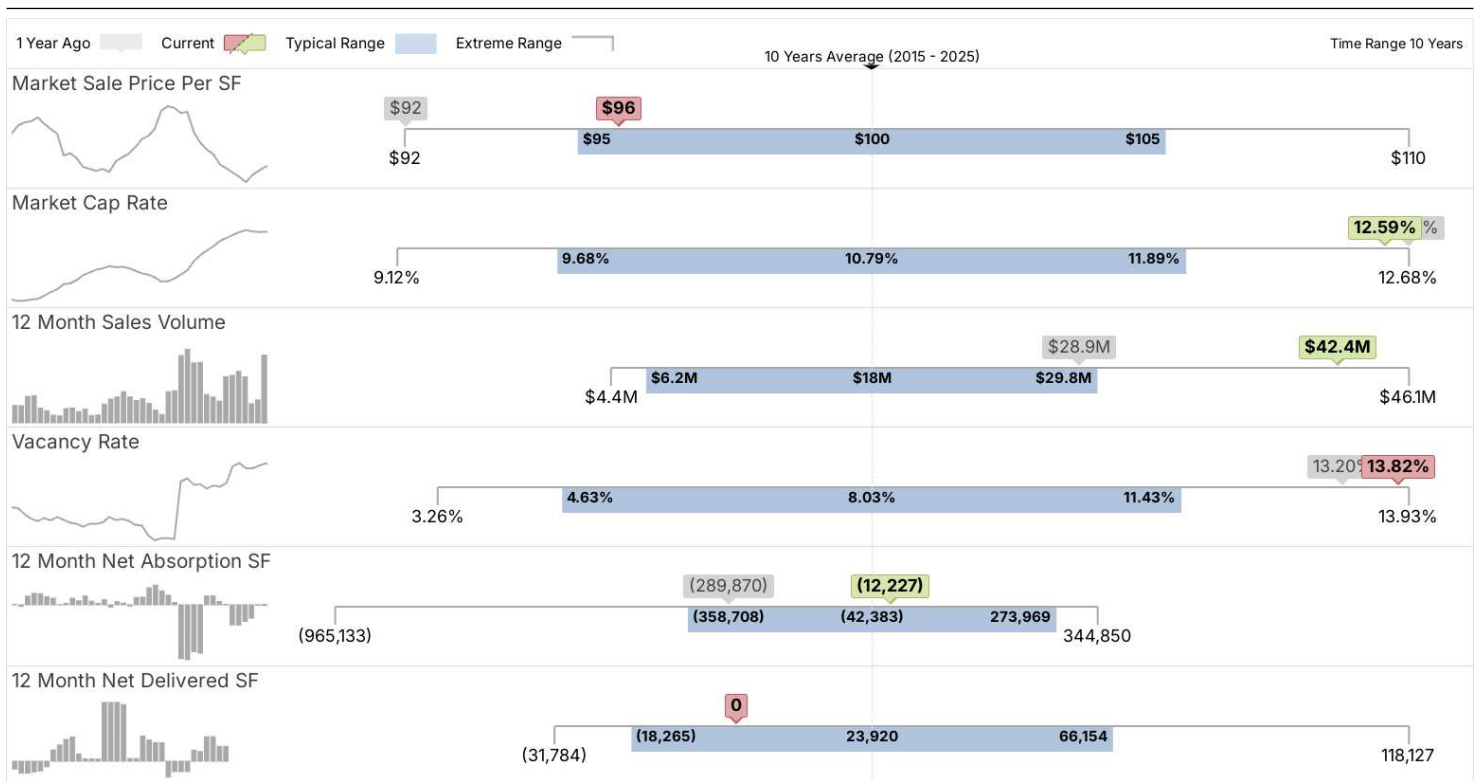 1 Year Ago Current Typical Range Extreme Range Time Range 10 Years
10 Years Average (2015 - 2025)
Market Sale Price Per SF
$92 $96
$95 $100 $105
$92 $110
Market Cap Rate
12.59% %
9.68% 10.79% 11.89%
9.12% 12.68%
12 Month Sales Volume
$28.9M $42.4M
$6.2M $18M $29.8M
$4.4M $46.1M
Vacancy Rate
13.20% 13.82%
4.63% 8.03% 11.43%
3.26% 13.93%
12 Month Net Absorption SF
(289,870) (12,227)
(358,708) (42,383) 273,969
(965,133) 344,850
12 Month Net Delivered SF
0
(18,265) 23,920 66,154
(31,784) 118,127